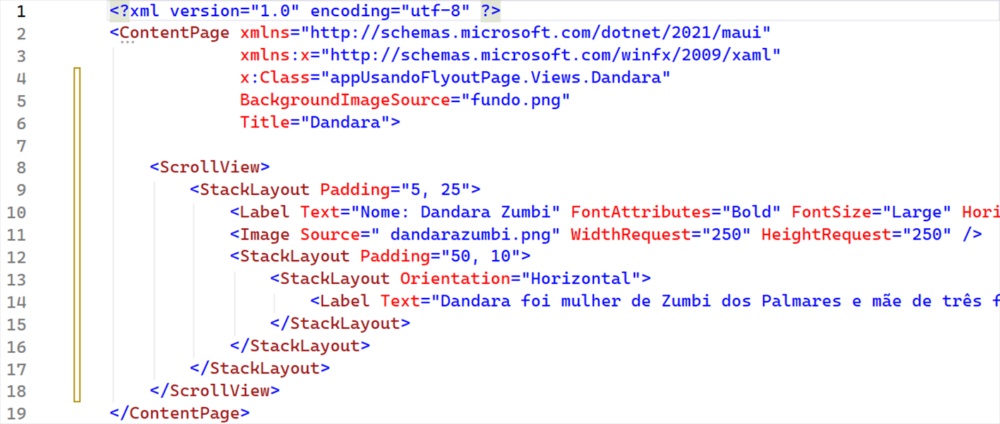 1 <?xml version="1.0" encoding="utf-8" ?>
2 <ContentPage xmlns="http://schemas.microsoft.com/dotnet/2021/maui"
3 xmlns:x="http://schemas.microsoft.com/winfx/2009/xaml"
4 x:Class="appUsandoFlyoutPage.Views.Dandara"
5 BackgroundImageSource="fundo.png"
6 Title="Dandara">
7
8 <ScrollView>
9 <StackLayout Padding="5, 25">
10 <Label Text="Nome: Dandara Zumbi" FontAttributes="Bold" FontSize="Large" Hori
11 <Image Source=" dandarazumbi.png" WidthRequest="250" HeightRequest="250" />
12 <StackLayout Padding="50, 10">
13 <StackLayout Orientation="Horizontal">
14 <Label Text="Dandara foi mulher de Zumbi dos Palmares e mãe de três f
15 </StackLayout>
16 </StackLayout>
17 </StackLayout>
18 </ScrollView>
19 </ContentPage>